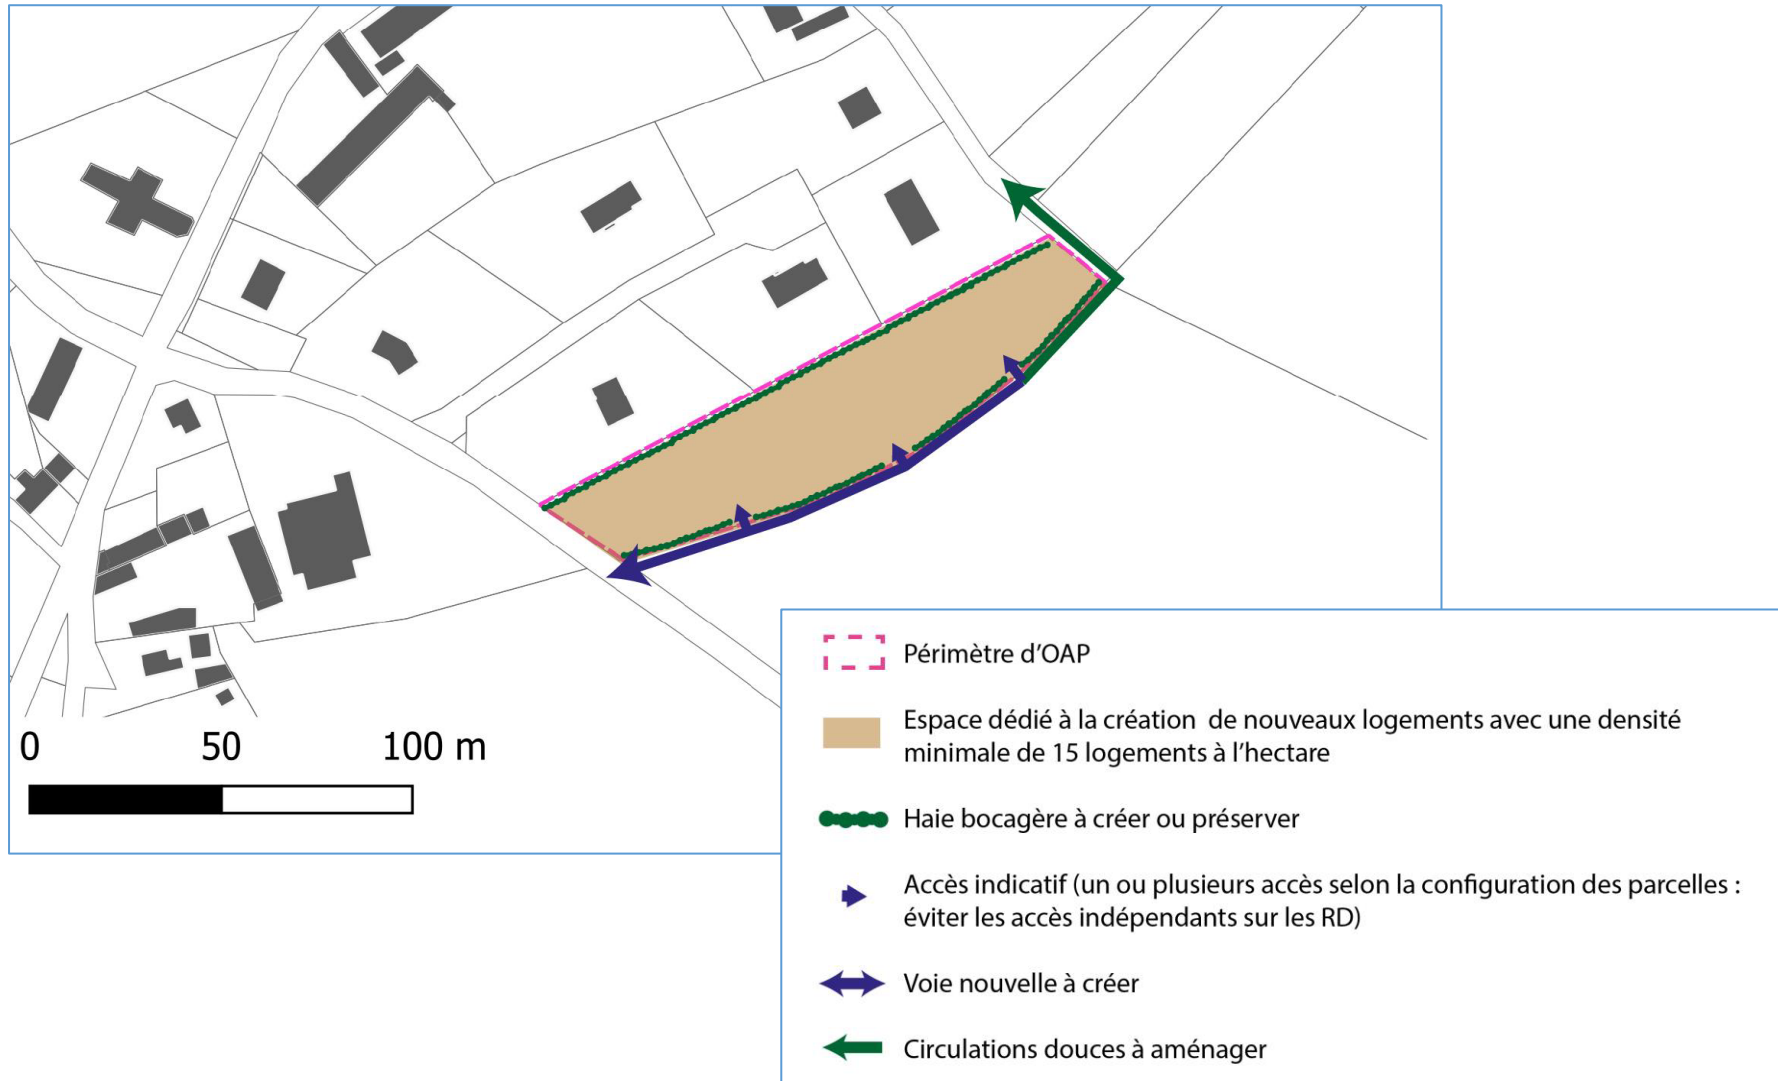 0 50 100 m
Périmètre d’OAP
Espace dédié à la création  de nouveaux logements avec une densité
minimale de 15 logements à l’hectare
Haie bocagère à créer ou préserver
Accès indicatif (un ou plusieurs accès selon la configuration des parcelles :
éviter les accès indépendants sur les RD)
Voie nouvelle à créer
Circulations douces à aménager